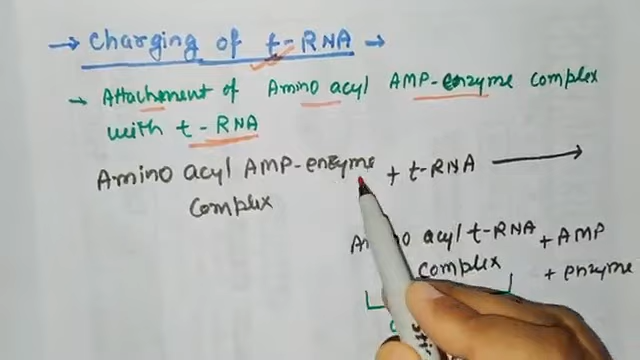 → Charging of t-RNA →
→ Attachment of Amino acyl AMP-enzyme complex
with t-RNA
Amino acyl AMP-enzyme + t-RNA →
Complex
acyl t-RNA + AMP
complex + enzyme